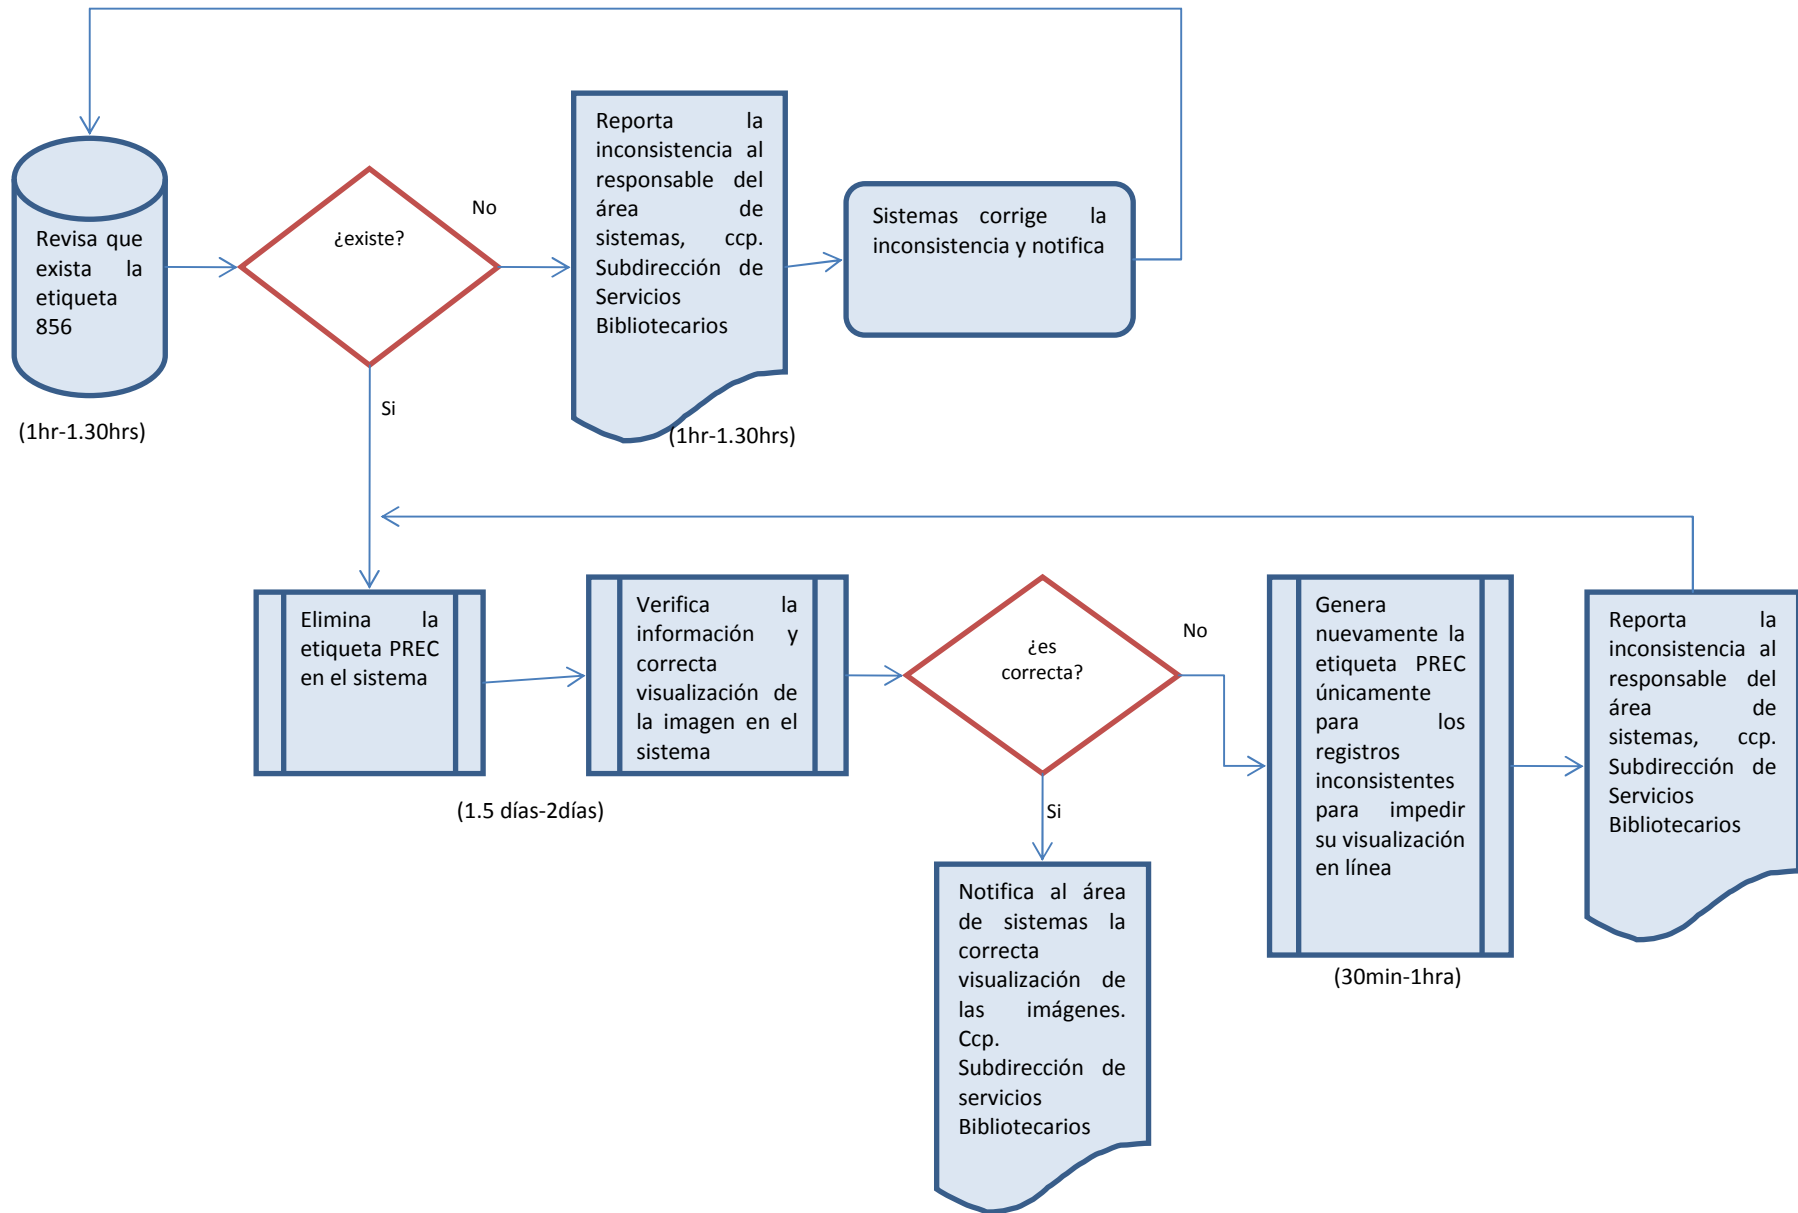 Revisa que
exista la
etiqueta
856
(1hr-1.30hrs)
¿existe?
No
Si
Reporta la
inconsistencia al
responsable del
área de
sistemas, ccp.
Subdirección de
Servicios
Bibliotecarios
(1hr-1.30hrs)
Sistemas corrige la
inconsistencia y notifica
Elimina la
etiqueta PREC
en el sistema
Verifica la
información y
correcta
visualización de
la imagen en el
sistema
(1.5 días-2días)
¿es
correcta?
No
Si
Genera
nuevamente la
etiqueta PREC
únicamente
para los
registros
inconsistentes
para impedir
su visualización
en línea
(30min-1hra)
Reporta la
inconsistencia al
responsable del
área de
sistemas, ccp.
Subdirección de
Servicios
Bibliotecarios
Notifica al área
de sistemas la
correcta
visualización de
las imágenes.
Ccp.
Subdirección de
servicios
Bibliotecarios